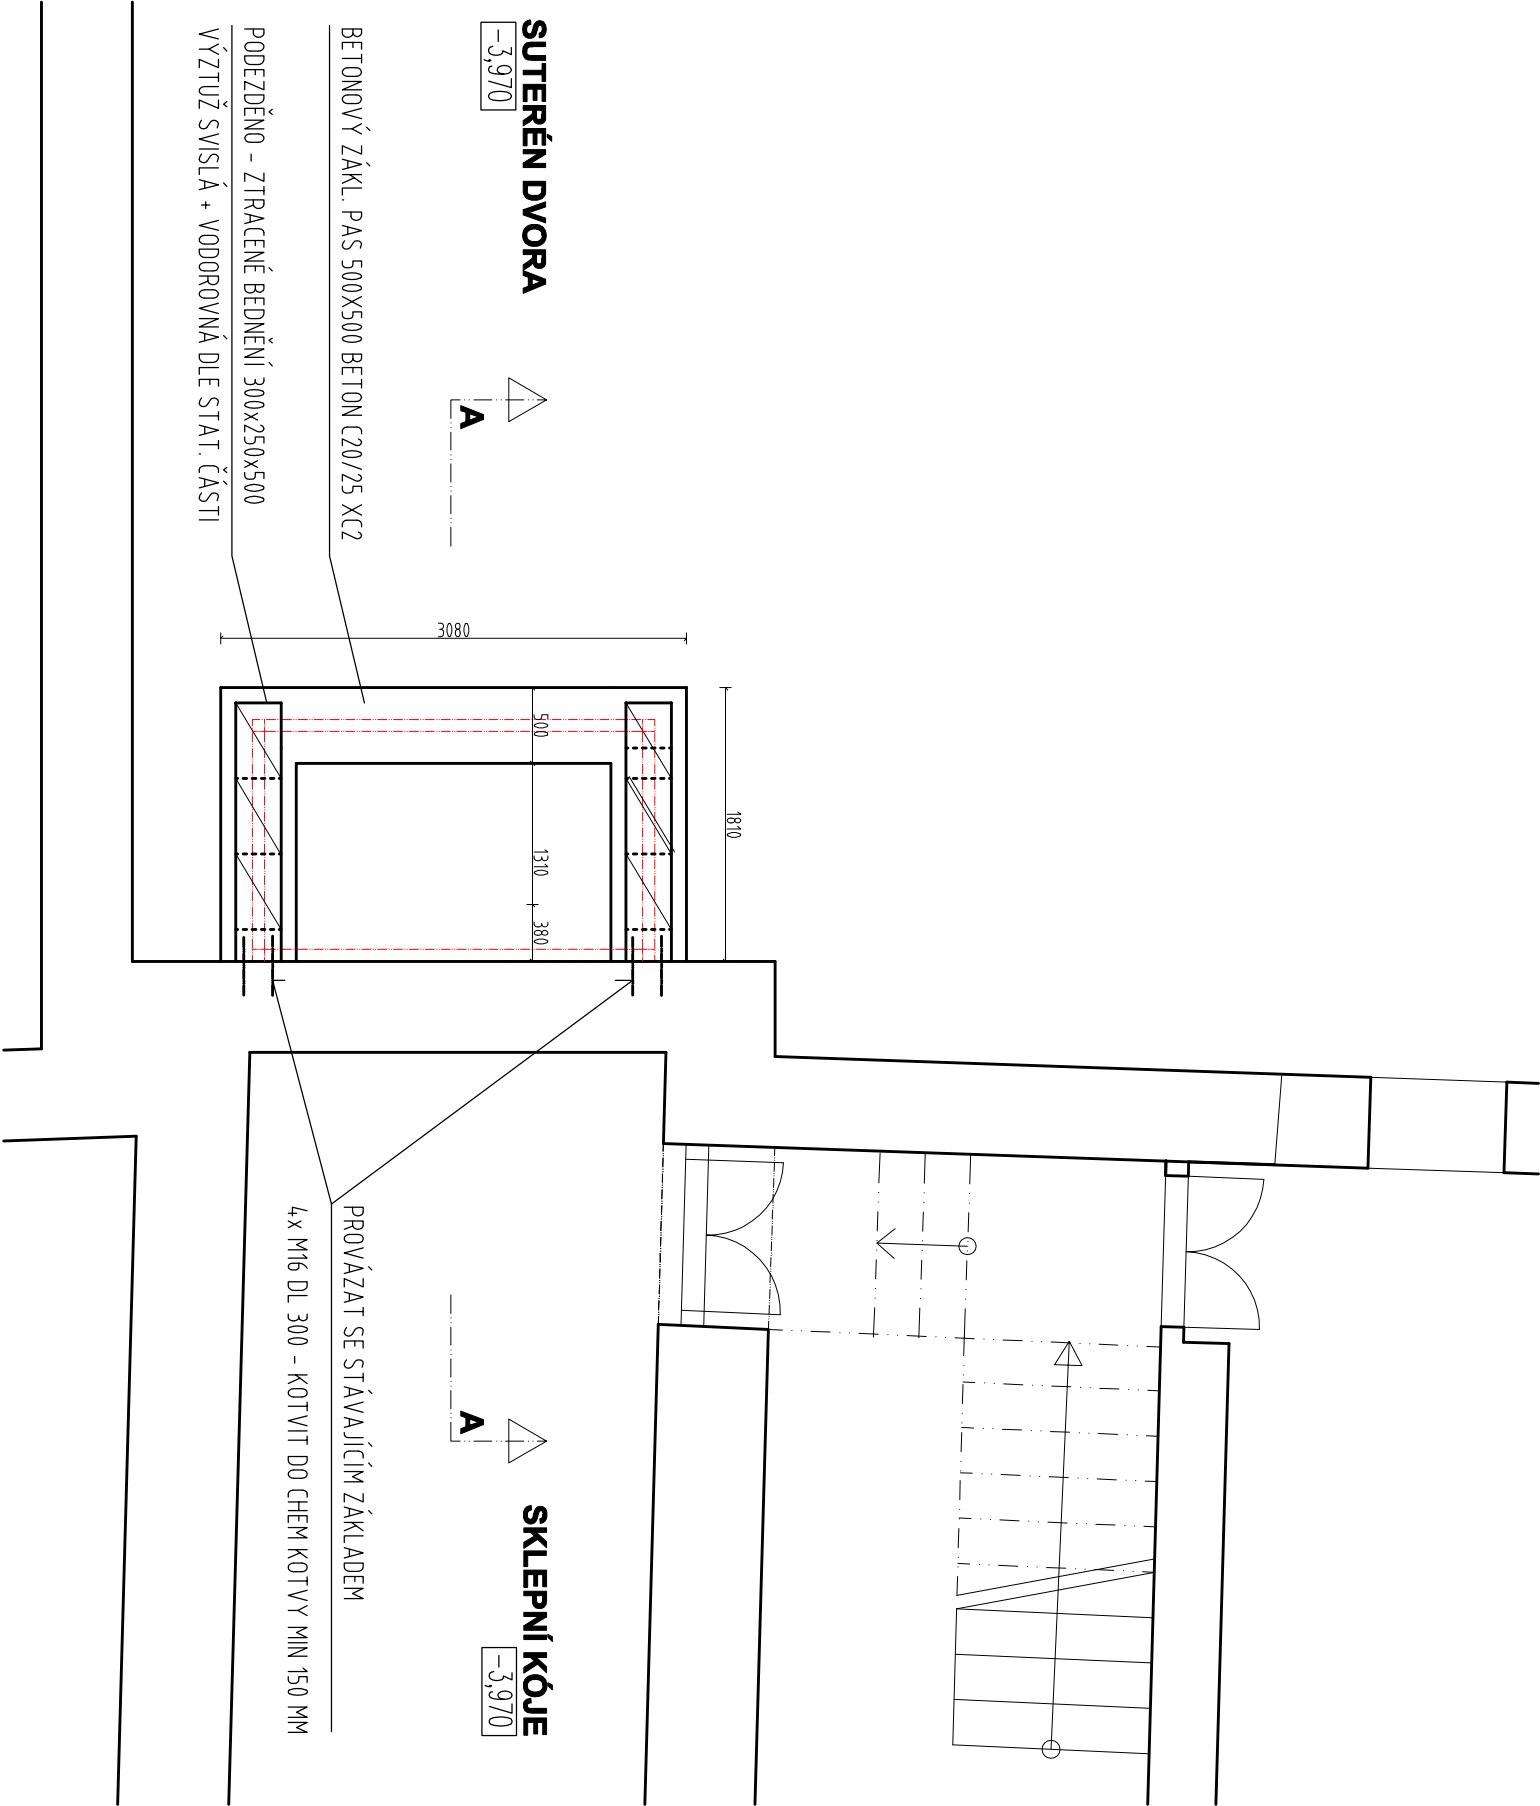 SUTERÉN DVORA
-3,970
BETONOVÝ ZÁKL. PAS 500X500 BETON C20/25 XC2
PODEZDĚNO - ZTRACENÉ BEDNĚNÍ 300x250x500
VÝZTUŽ SVISLÁ + VODOROVNÁ DLE STAT. ČÁSTI
A
3080
1810
500
1310
380
A
SKLEPNÍ KÓJE
-3,970
PROVÁZAT SE STÁVAJÍCÍM ZÁKLADEM
4x M16 DL 300 - KOTVIT DO CHEM KOTVY MIN 150 MM